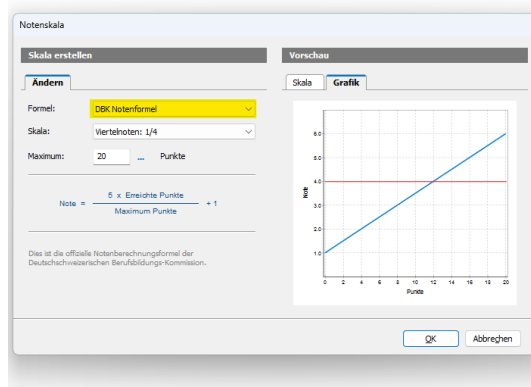 Notenskala
Skala erstellen
Ändern
Formel: DBK Notenformel
Skala: Viertelnoten: 1/4
Maximum: 20 ... Punkte
5 x Erreichte Punkte
Note = + 1
Maximum Punkte
Dies ist die offizielle Notenberechnungsformel der
Deutschschweizerischen Berufsbildungs-Kommission.
Vorschau
Skala Grafik
6.0
5.0
4.0
3.0
2.0
1.0
Note
0 2 4 6 8 10 12 14 16 18 20
Punkte
OK Abbrechen